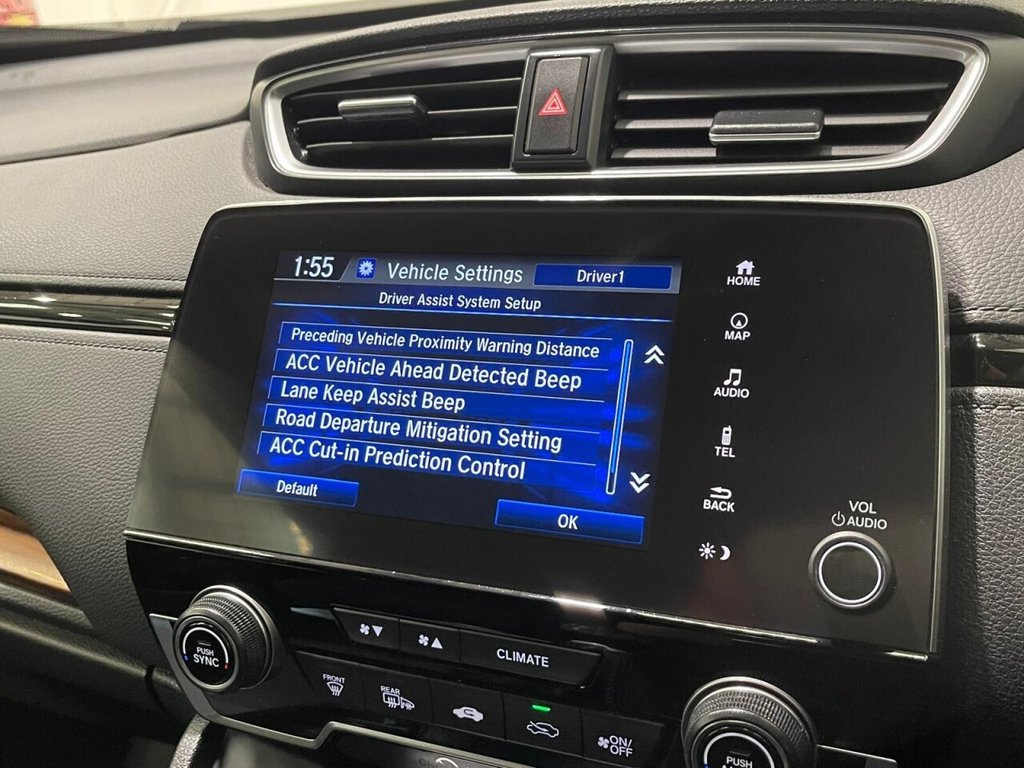 1:55 Vehicle Settings Driver1
Driver Assist System Setup
Preceding Vehicle Proximity Warning Distance
ACC Vehicle Ahead Detected Beep
Lane Keep Assist Beep
Road Departure Mitigation Setting
ACC Cut-in Prediction Control
Default
OK
HOME
MAP
AUDIO
TEL
BACK
VOL
AUDIO
PUSH
SYNC
CLIMATE
FRONT
REAR
ON/
OFF
PUSH
ON